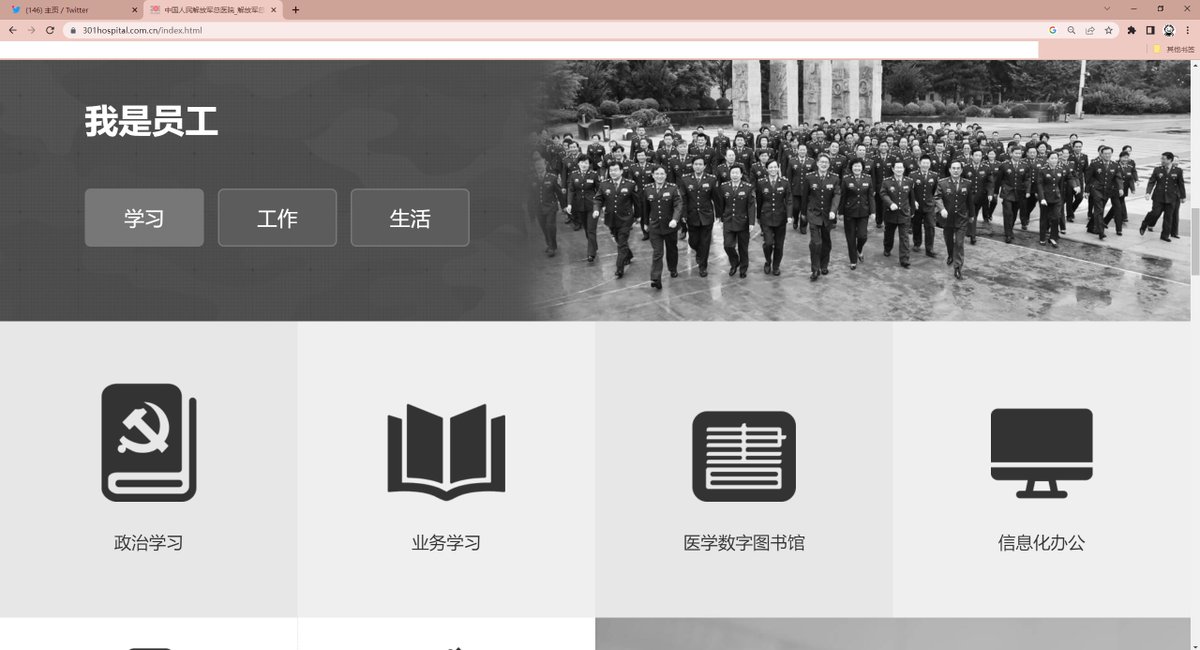 (146) 主页 / Twitter
中国人民解放军总医院_解放军总
301hospital.com.cn/index.html
其他书签
我是员工
学习
工作
生活
政治学习
业务学习
医学数字图书馆
信息化办公